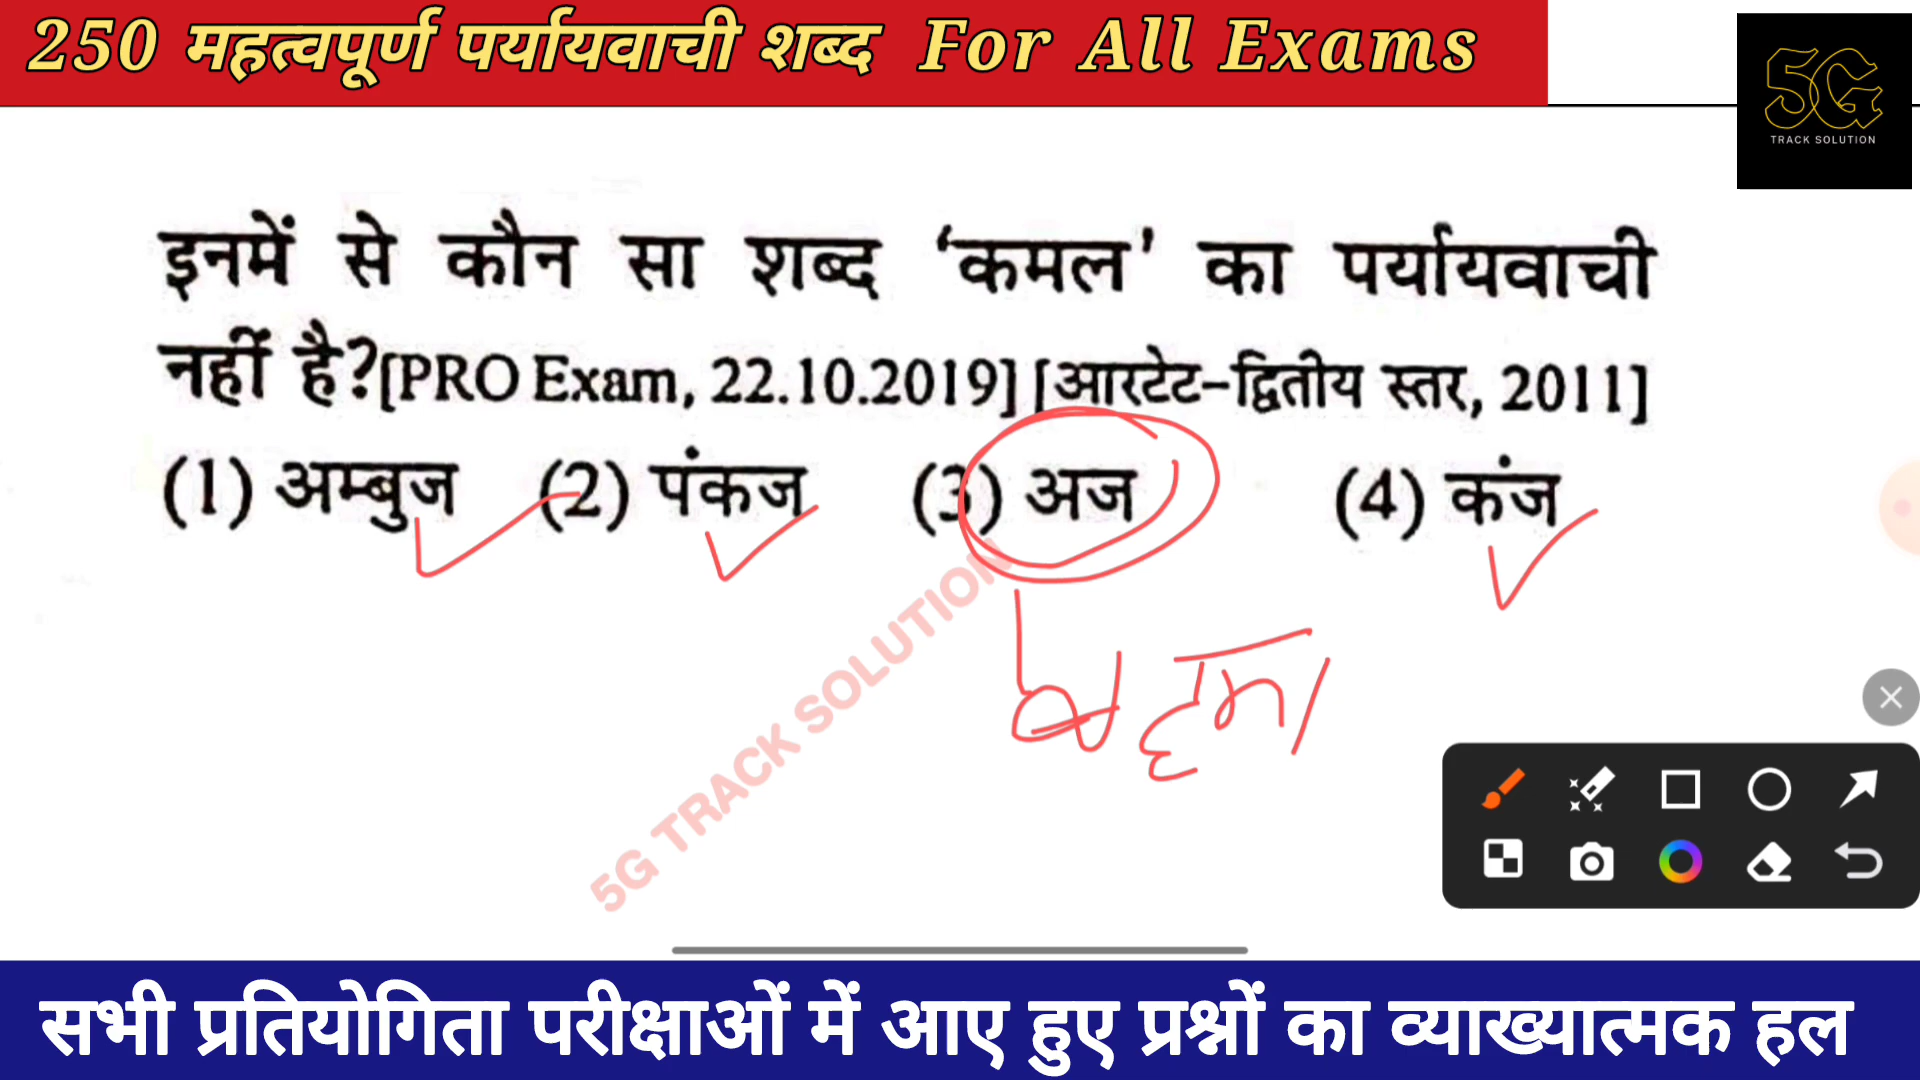 250 महत्वपूर्ण पर्यायवाची शब्द For All Exams
5G
TRACK SOLUTION
इनमें से कौन सा शब्द ‘कमल’ का पर्यायवाची
नहीं है?[PRO Exam, 22.10.2019] [आरटेट–द्वितीय स्तर, 2011]
(1) अम्बुज (2) पंकज (3) अज (4) कंज
5G TRACK SOLUTION
सभी प्रतियोगिता परीक्षाओं में आए हुए प्रश्नों का व्याख्यात्मक हल